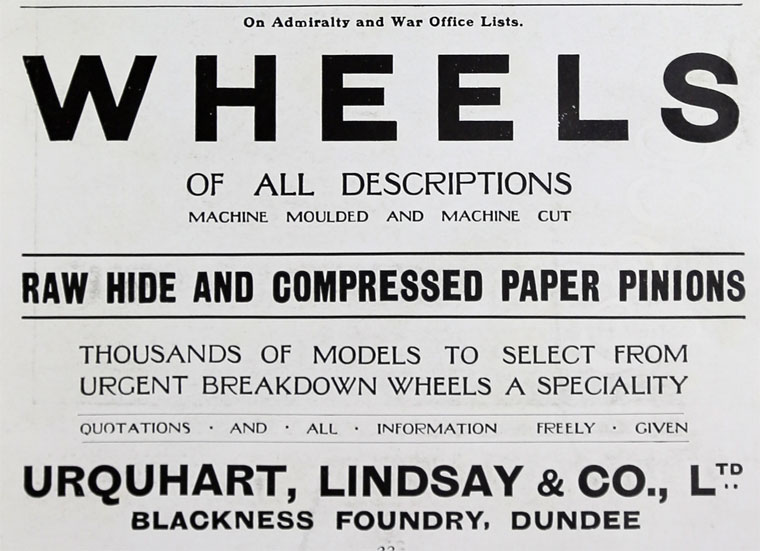 On Admiralty and War Office Lists.
WHEELS
OF ALL DESCRIPTIONS
MACHINE MOULDED AND MACHINE CUT
RAW HIDE AND COMPRESSED PAPER PINIONS
THOUSANDS OF MODELS TO SELECT FROM
URGENT BREAKDOWN WHEELS A SPECIALITY
QUOTATIONS · AND · ALL · INFORMATION FREELY · GIVEN
URQUHART, LINDSAY & CO., LTD
BLACKNESS FOUNDRY, DUNDEE